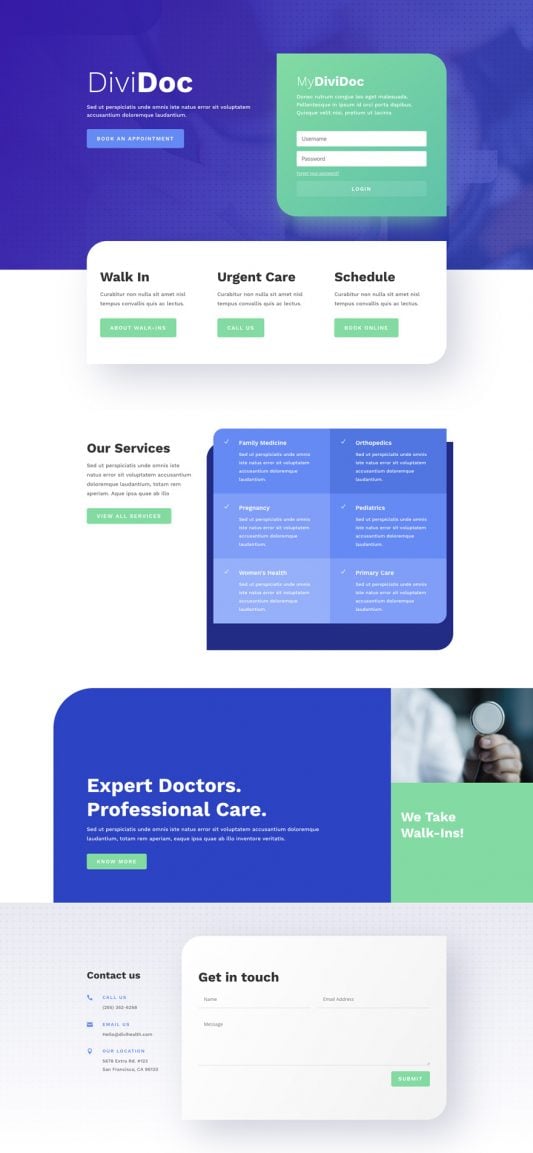 DiviDoc
Sed ut perspiciatis unde omnis iste natus error sit voluptatem
accusantium doloremque laudantium.
BOOK AN APPOINTMENT
MyDiviDoc
Donec rutrum congue leo eget malesuada.
Pellentesque in ipsum id orci porta dapibus.
Quisque velit nisi, pretium ut lacinia
Username
Password
Forgot your password?
LOGIN
Walk In
Curabitur non nulla sit amet nisl
tempus convallis quis ac lectus.
ABOUT WALK-INS
Urgent Care
Curabitur non nulla sit amet nisl
tempus convallis quis ac lectus.
CALL US
Schedule
Curabitur non nulla sit amet nisl
tempus convallis quis ac lectus.
BOOK ONLINE
Our Services
Sed ut perspiciatis unde omnis iste
natus error sit voluptatem accusantium
doloremque laudantium, totam rem
aperiam. Aque ipsa quae ab illo
VIEW ALL SERVICES
Family Medicine
Sed ut perspiciatis unde omnis
iste natus error sit voluptatem
accusantium doloremque
laudantium.
Orthopedics
Sed ut perspiciatis unde omnis
iste natus error sit voluptatem
accusantium doloremque
laudantium.
Pregnancy
Sed ut perspiciatis unde omnis
iste natus error sit voluptatem
accusantium doloremque
laudantium.
Pediatrics
Sed ut perspiciatis unde omnis
iste natus error sit voluptatem
accusantium doloremque
laudantium.
Women's Health
Sed ut perspiciatis unde omnis
iste natus error sit voluptatem
accusantium doloremque
laudantium.
Primary Care
Sed ut perspiciatis unde omnis
iste natus error sit voluptatem
accusantium doloremque
laudantium.
Expert Doctors.
Professional Care.
Sed ut perspiciatis unde omnis iste natus error sit voluptatem accusantium doloremque
laudantium, totam rem aperiam, eaque ipsa quae ab illo inventore veritatis.
KNOW MORE
We Take
Walk-Ins!
Contact us
CALL US
(255) 352-6258
EMAIL US
Hello@divihealth.com
OUR LOCATION
5678 Extra Rd. #123
San Francisco, CA 96120
Get in touch
Name
Email Address
Message
SUBMIT